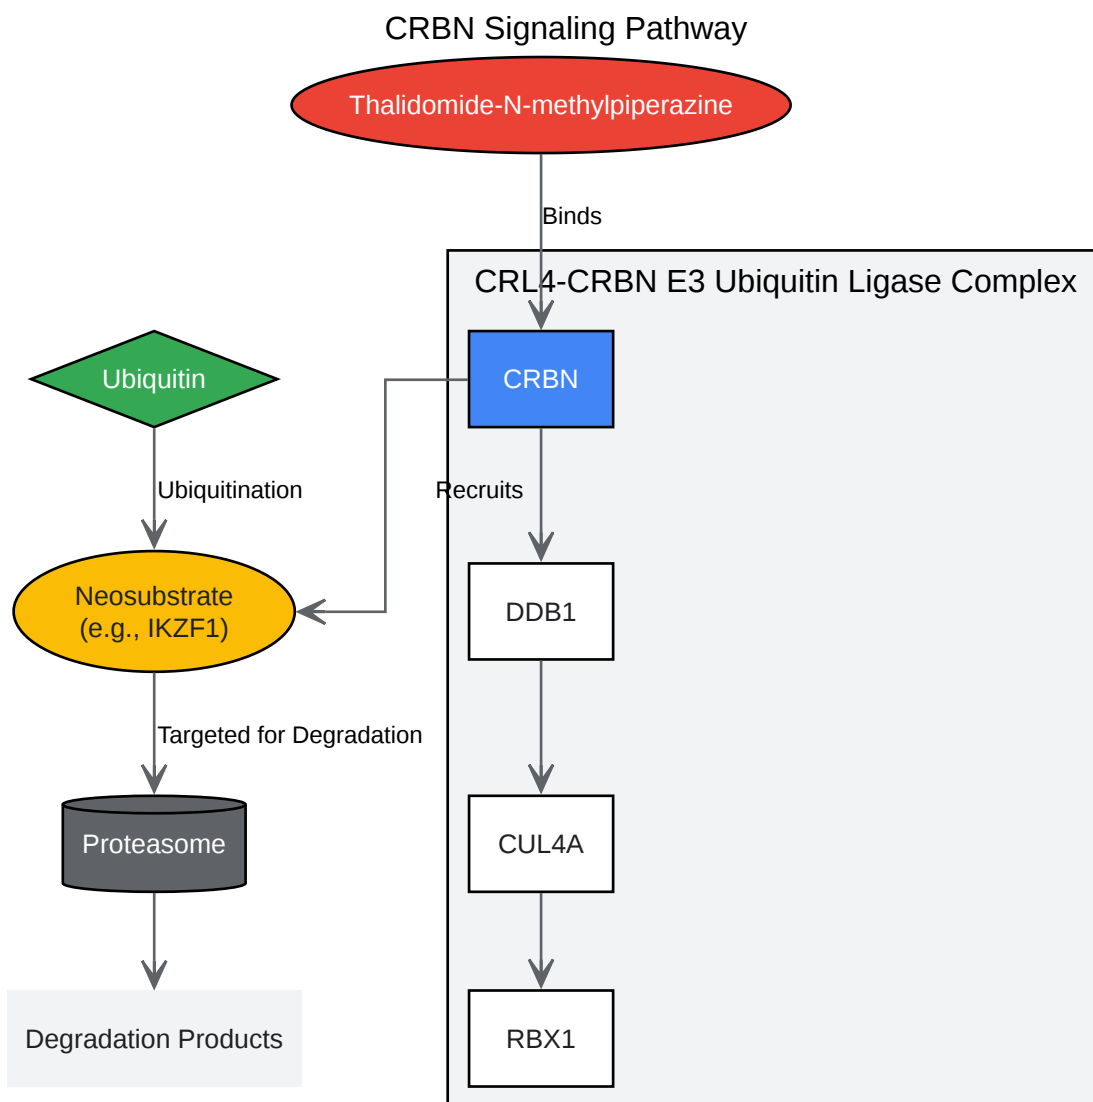 CRBN Signaling Pathway
Thalidomide-N-methylpiperazine
Binds
CRL4-CRBN E3 Ubiquitin Ligase Complex
Ubiquitin
CRBN
Ubiquitination
Recruits
Neosubstrate
(e.g., IKZF1)
DDB1
Targeted for Degradation
Proteasome
CUL4A
Degradation Products
RBX1